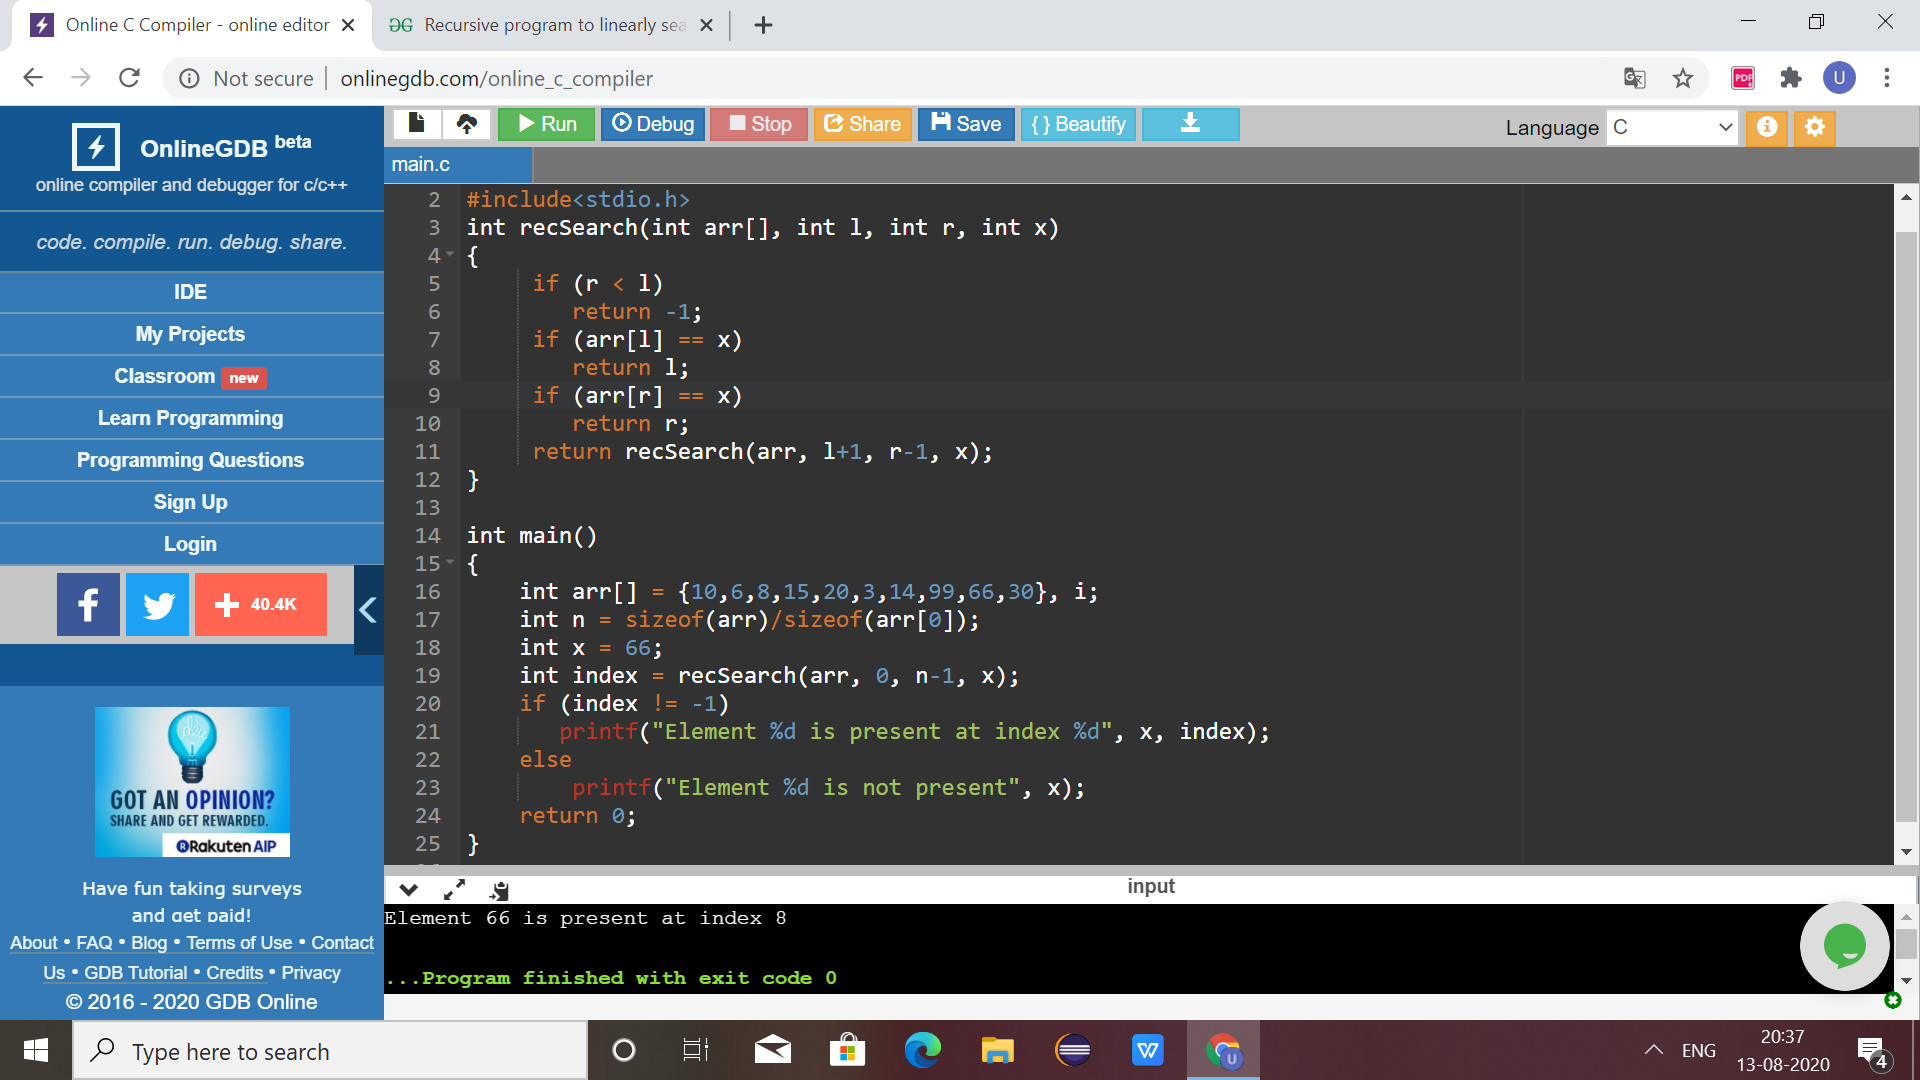 Online C Compiler - online editor
Recursive program to linearly sea
Not secure | onlinegdb.com/online_c_compiler
PDF
U
OnlineGDB beta
online compiler and debugger for c/c++
code. compile. run. debug. share.
IDE
My Projects
Classroom new
Learn Programming
Programming Questions
Sign Up
Login
40.4K
idea
GOT AN OPINION?
SHARE AND GET REWARDED.
Rakuten AIP
Have fun taking surveys
and get paid!
About • FAQ • Blog • Terms of Use • Contact
Us • GDB Tutorial • Credits • Privacy
© 2016 - 2020 GDB Online
Run Debug Stop Share Save {} Beautify
Language C
main.c
2 #include<stdio.h>
3 int recSearch(int arr[], int l, int r, int x)
4 {
5 if (r < l)
6 return -1;
7 if (arr[l] == x)
8 return l;
9 if (arr[r] == x)
10 return r;
11 return recSearch(arr, l+1, r-1, x);
12 }
13
14 int main()
15 {
16 int arr[] = {10,6,8,15,20,3,14,99,66,30}, i;
17 int n = sizeof(arr)/sizeof(arr[0]);
18 int x = 66;
19 int index = recSearch(arr, 0, n-1, x);
20 if (index != -1)
21 printf("Element %d is present at index %d", x, index);
22 else
23 printf("Element %d is not present", x);
24 return 0;
25 }
input
Element 66 is present at index 8
...Program finished with exit code 0
Type here to search
ENG
20:37
13-08-2020
4